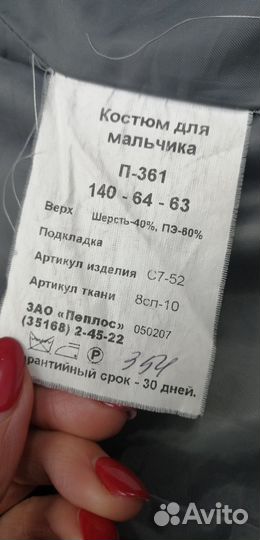 Костюм для
мальчика
П-361
140 - 64 - 63
Верх Шерсть-40%, ПЭ-60%
Подкладка
Артикул изделия С7-52
Артикул ткани 8сп-10
ЗАО «Пеплос» 050207
(35168) 2-45-22
P 354
арантийный срок - 30 дней.
Avito